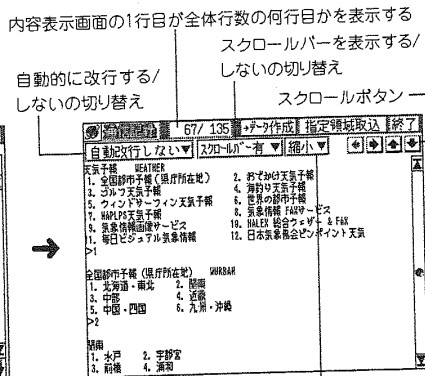 内容表示画面の1行目が全体行数の何行目かを表示する
スクロールバーを表示する/
しないの切り替え
自動的に改行する/
しないの切り替え
スクロールボタン
通信記録 67/ 135 →データ作成 指定領域取込 終了
自動改行しない▼ スクロールバー有▼ 縮小▼
天気予報 WEATHER
1. 全国都市予報(県庁所在地) 2. おでかけ天気予報
3. ゴルフ天気予報 4. 海釣り天気予報
5. ウィンドサーフィン天気予報 6. 世界の都市予報
7. NAPLPS天気予報 8. 気象情報 FAXサービス
9. 気象情報画像サービス 10. HALEX 総合ウェザー & FAX
11. 毎日ビジュアル気象情報 12. 日本気象協会ピンポイント天気
>1
全国都市予報(県庁所在地) WURBAN
1. 北海道・東北 2. 関東
3. 中部 4. 近畿
5. 中国・四国 6. 九州・沖縄
>2
関東
1. 水戸 2. 宇都宮
3. 前橋 4. 浦和